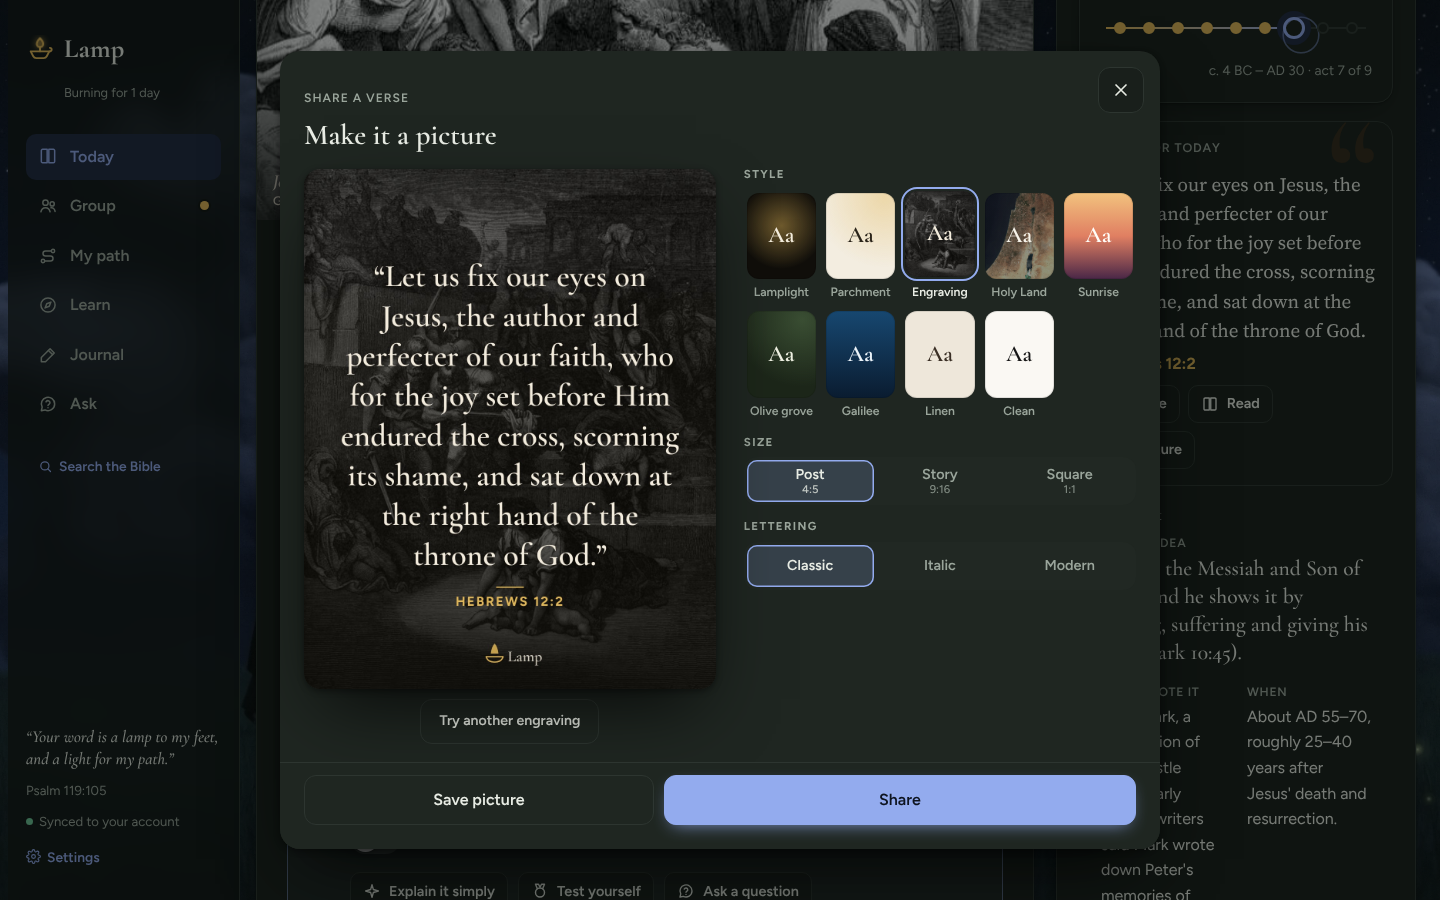 Lamp
Burning for 1 day
Today
Group
My path
Learn
Journal
Ask
Search the Bible
“Your word is a lamp to my feet,
and a light for my path.”
Psalm 119:105
Synced to your account
Settings
SHARE A VERSE
Make it a picture
“Let us fix our eyes on
Jesus, the author and
perfecter of our faith, who
for the joy set before Him
endured the cross, scorning
its shame, and sat down at
the right hand of the
throne of God.”
HEBREWS 12:2
Lamp
Try another engraving
STYLE
Aa
Aa
Aa
Aa
Aa
Lamplight
Parchment
Engraving
Holy Land
Sunrise
Aa
Aa
Aa
Aa
Olive grove
Galilee
Linen
Clean
SIZE
Post
4:5
Story
9:16
Square
1:1
LETTERING
Classic
Italic
Modern
Save picture
Share
c. 4 BC – AD 30 · act 7 of 9
R TODAY
ix our eyes on Jesus, the
and perfecter of our
ho for the joy set before
dured the cross, scorning
ne, and sat down at the
nd of the throne of God.
12:2
Read
ure
DEA
the Messiah and Son of
nd he shows it by
, suffering and giving his
ark 10:45).
OTE IT
rk, a
ion of
stle
arly
writers
Mark wrote
down Peter's
memories of
WHEN
About AD 55–70,
roughly 25–40
years after
Jesus' death and
resurrection.
Explain it simply
Test yourself
Ask a question